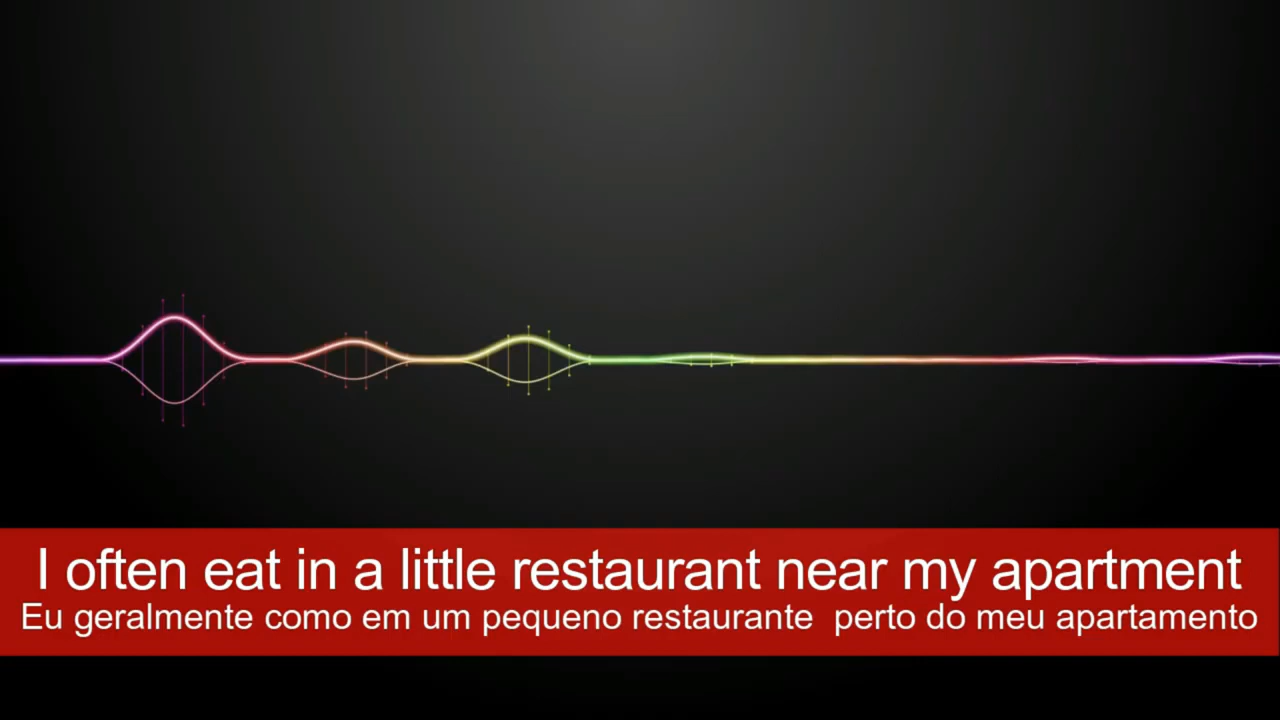 I often eat in a little restaurant near my apartment
Eu geralmente como em um pequeno restaurante  perto do meu apartamento